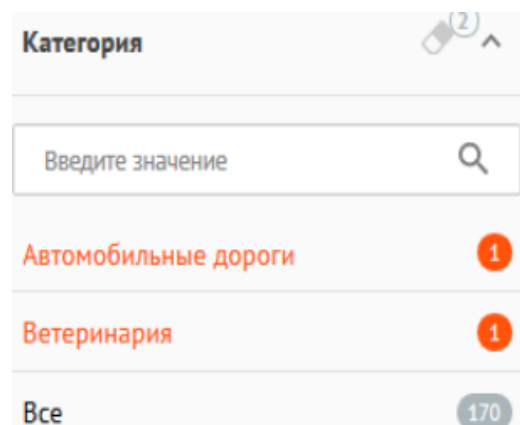 Категория 2
Введите значение
Автомобильные дороги 1
Ветеринария 1
Все 170